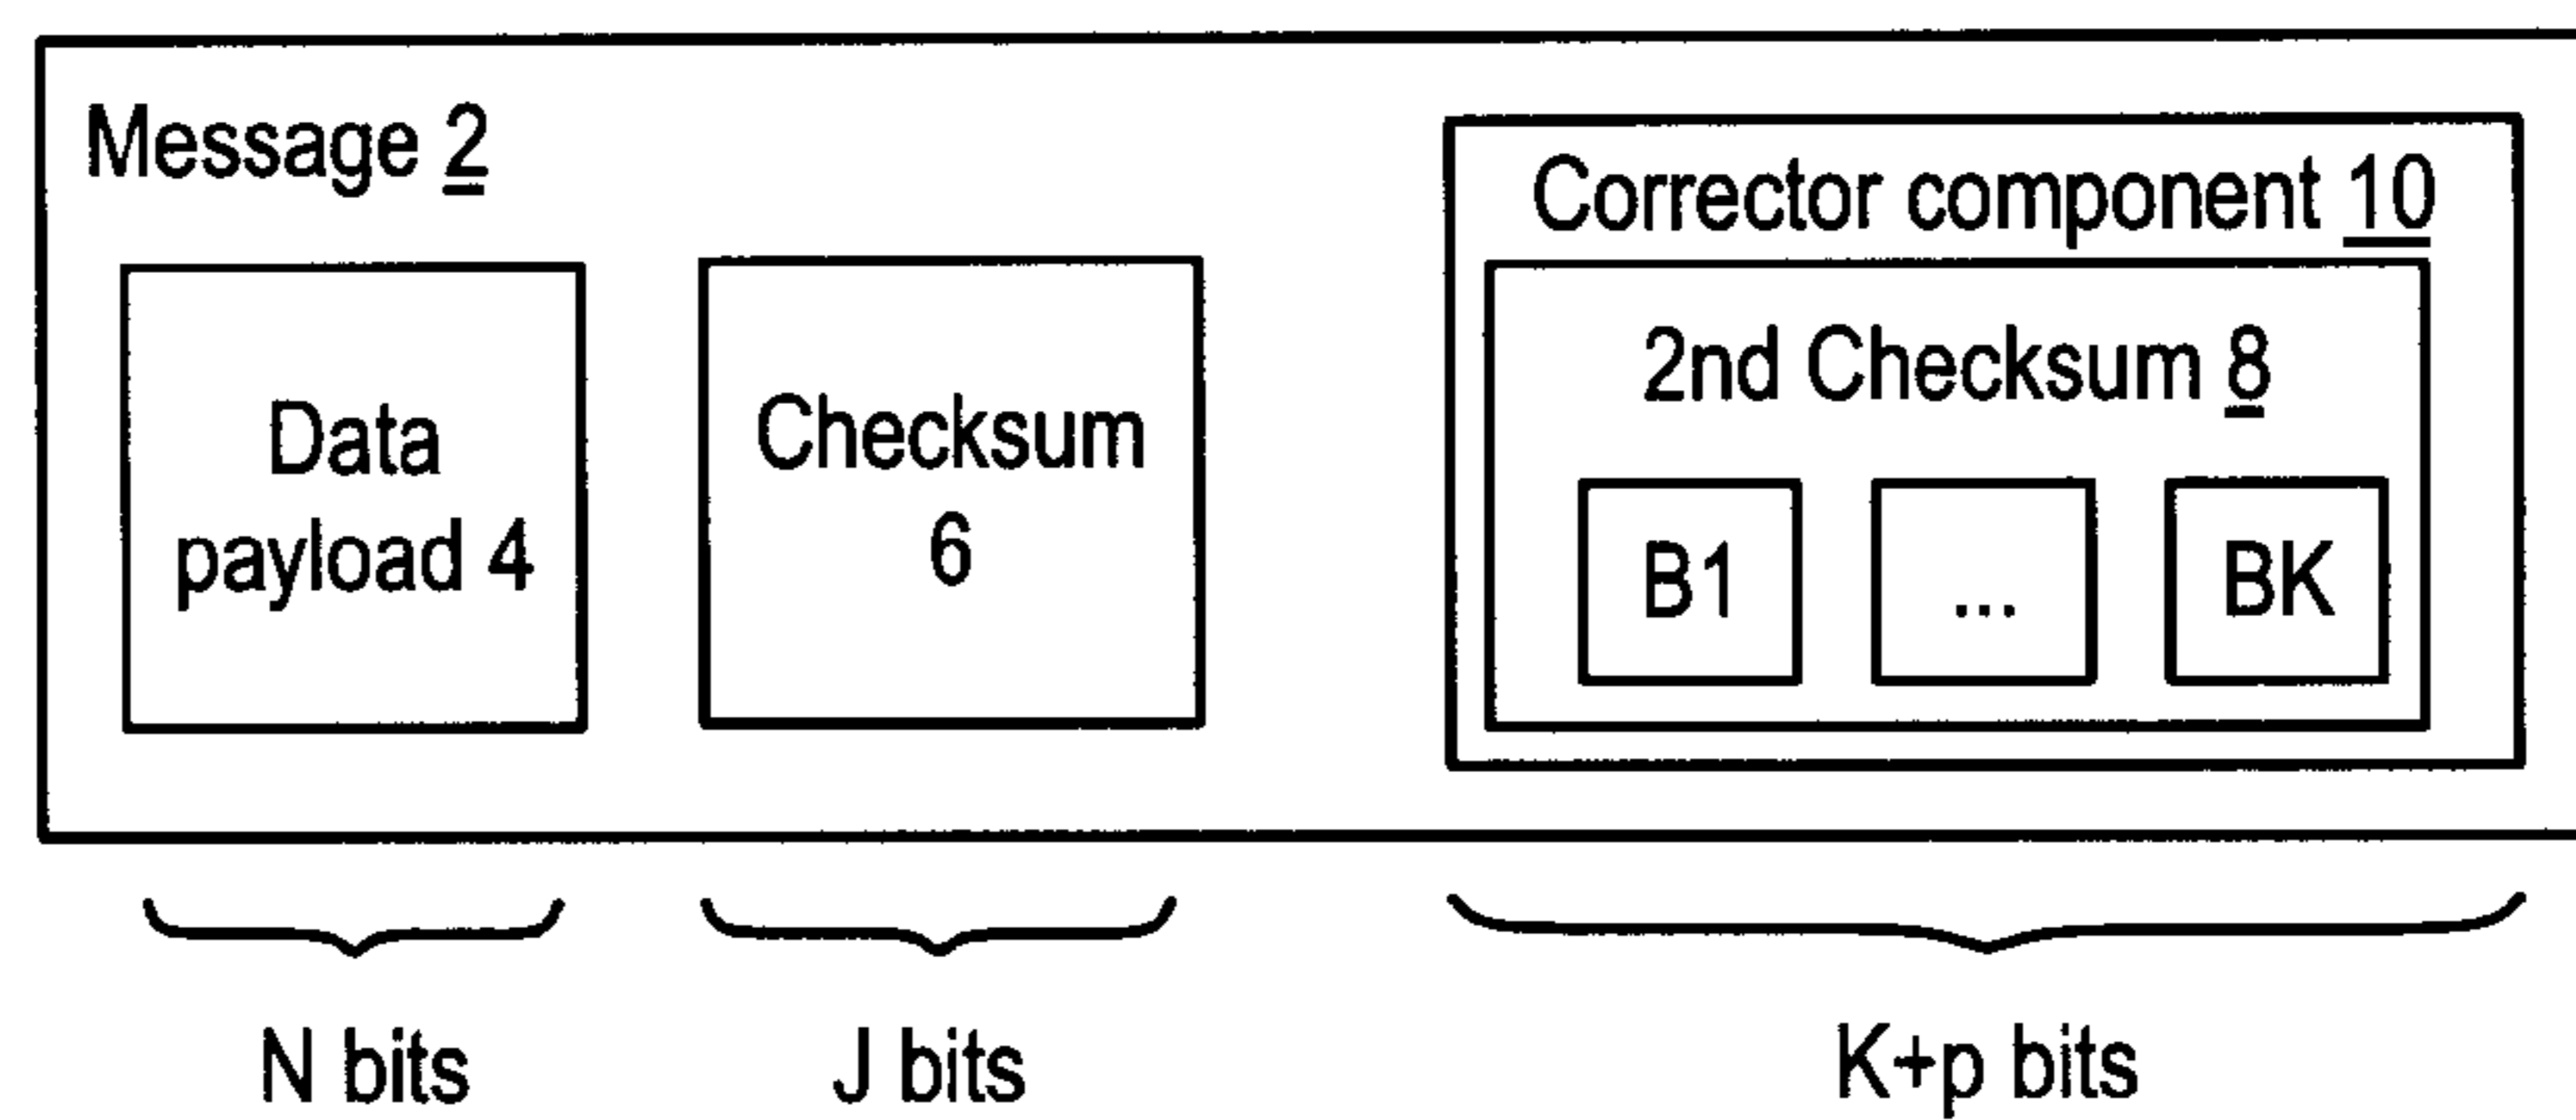 Message 2
Corrector component 10
Data
payload 4
Checksum
6
2nd Checksum 8
B1
...
BK
N bits
J bits
K+p bits